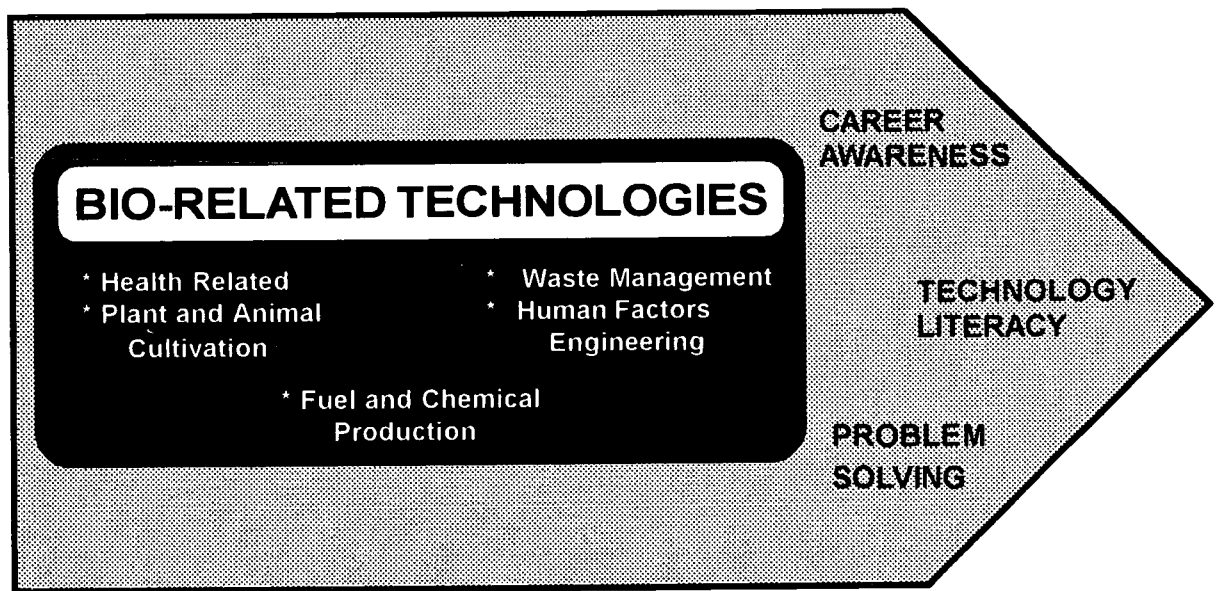 BIO-RELATED TECHNOLOGIES
* Health Related
* Plant and Animal
Cultivation
* Waste Management
* Human Factors
Engineering
* Fuel and Chemical
Production
CAREER
AWARENESS
TECHNOLOGY
LITERACY
PROBLEM
SOLVING